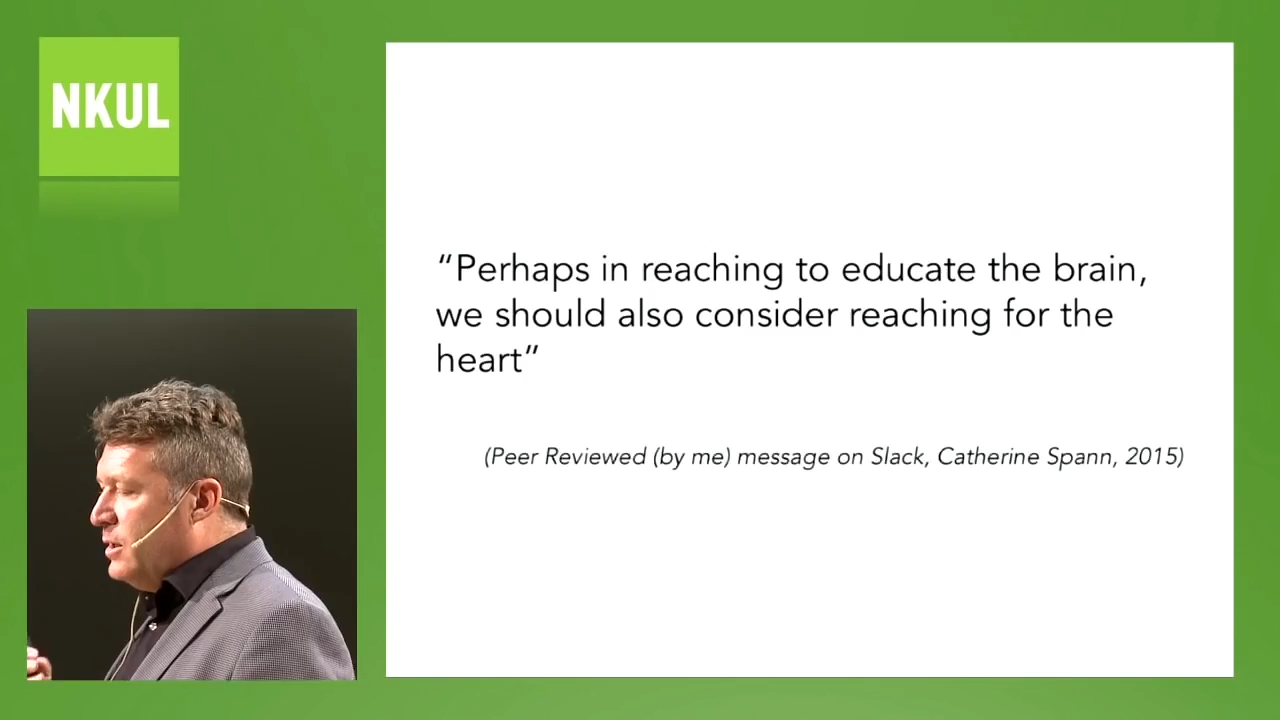 NKUL
“Perhaps in reaching to educate the brain,
we should also consider reaching for the
heart”
(Peer Reviewed (by me) message on Slack, Catherine Spann, 2015)